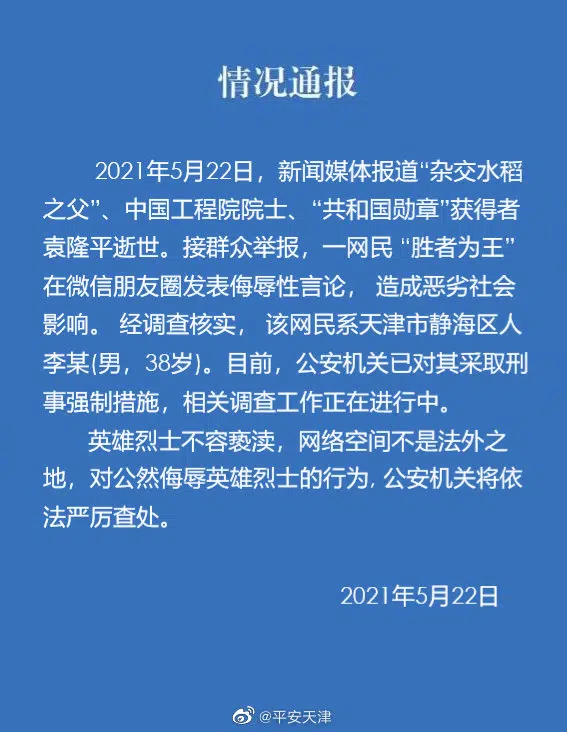 情况通报
2021年5月22日，新闻媒体报道“杂交水稻
之父”、中国工程院院士、“共和国勋章”获得者
袁隆平逝世。接群众举报，一网民 “胜者为王”
在微信朋友圈发表侮辱性言论， 造成恶劣社会
影响。 经调查核实， 该网民系天津市静海区人
李某(男，38岁)。目前，公安机关已对其采取刑
事强制措施，相关调查工作正在进行中。
英雄烈士不容亵渎，网络空间不是法外之
地，对公然侮辱英雄烈士的行为, 公安机关将依
法严厉查处。
2021年5月22日
@平安天津